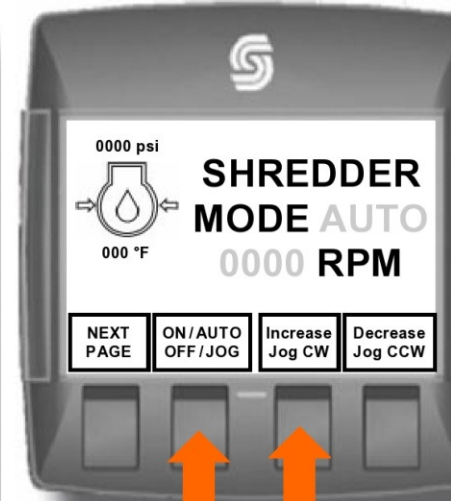 0000 psi
000 °F
SHREDDER
MODE AUTO
0000 RPM
NEXT
PAGE
ON/AUTO
OFF/JOG
Increase
Jog CW
Decrease
Jog CCW